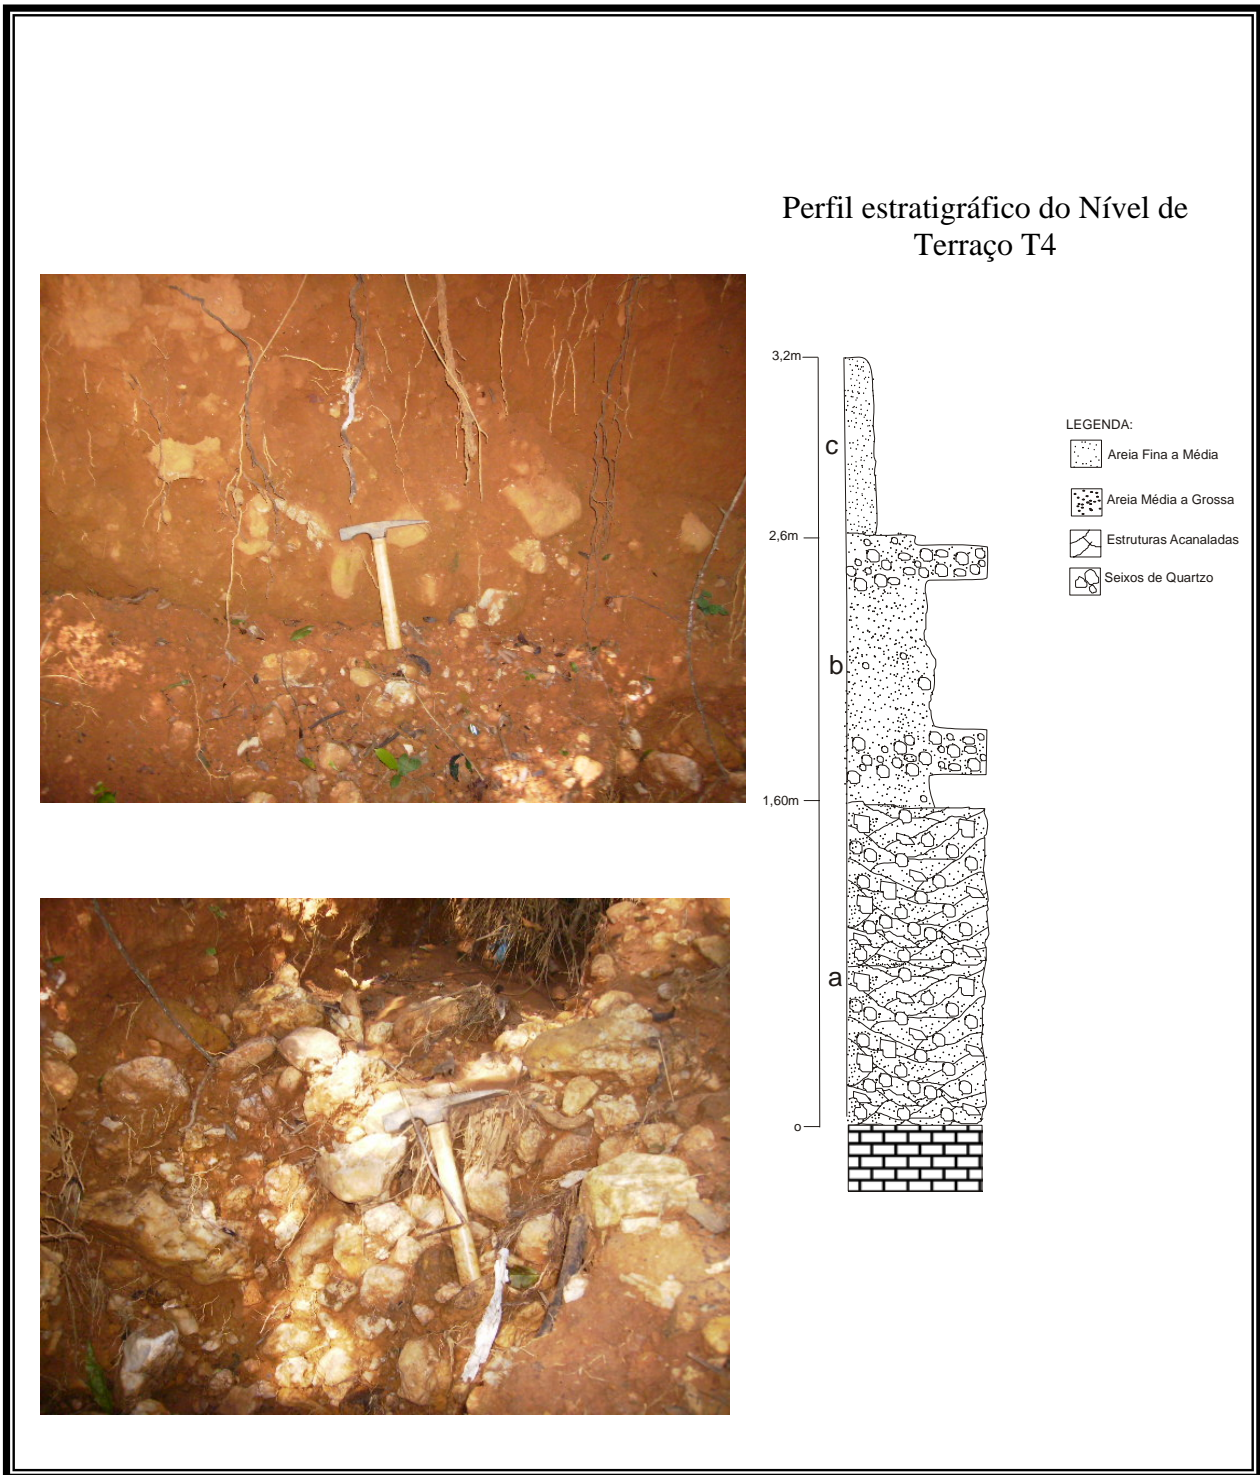 Perfil estratigráfico do Nível de
Terraço T4
3,2m
c
2,6m
b
1,60m
a
o
LEGENDA:
Areia Fina a Média
Areia Média a Grossa
Estruturas Acanaladas
Seixos de Quartzo